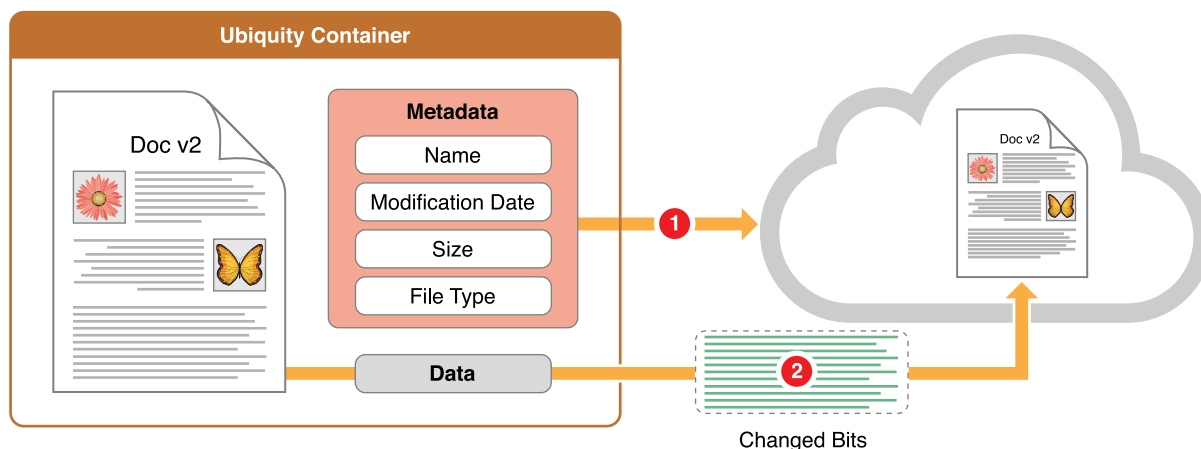 Ubiquity Container
Doc v2
Metadata
Name
Modification Date
Size
File Type
Data
1
2
Changed Bits
Doc v2